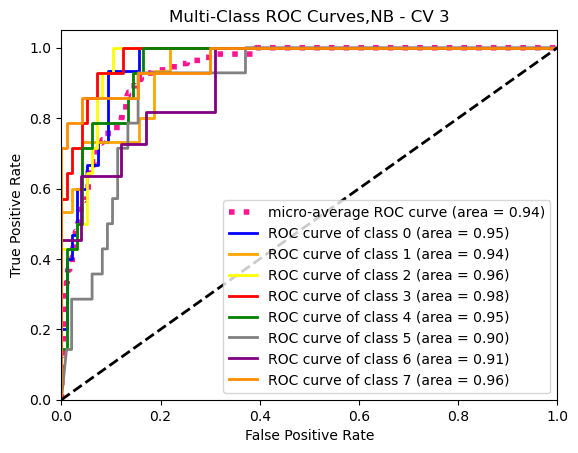 Multi-Class ROC Curves,NB - CV 3
True Positive Rate
1.0
0.8
0.6
0.4
0.2
0.0
micro-average ROC curve (area = 0.94)
ROC curve of class 0 (area = 0.95)
ROC curve of class 1 (area = 0.94)
ROC curve of class 2 (area = 0.96)
ROC curve of class 3 (area = 0.98)
ROC curve of class 4 (area = 0.95)
ROC curve of class 5 (area = 0.90)
ROC curve of class 6 (area = 0.91)
ROC curve of class 7 (area = 0.96)
0.0 0.2 0.4 0.6 0.8 1.0
False Positive Rate